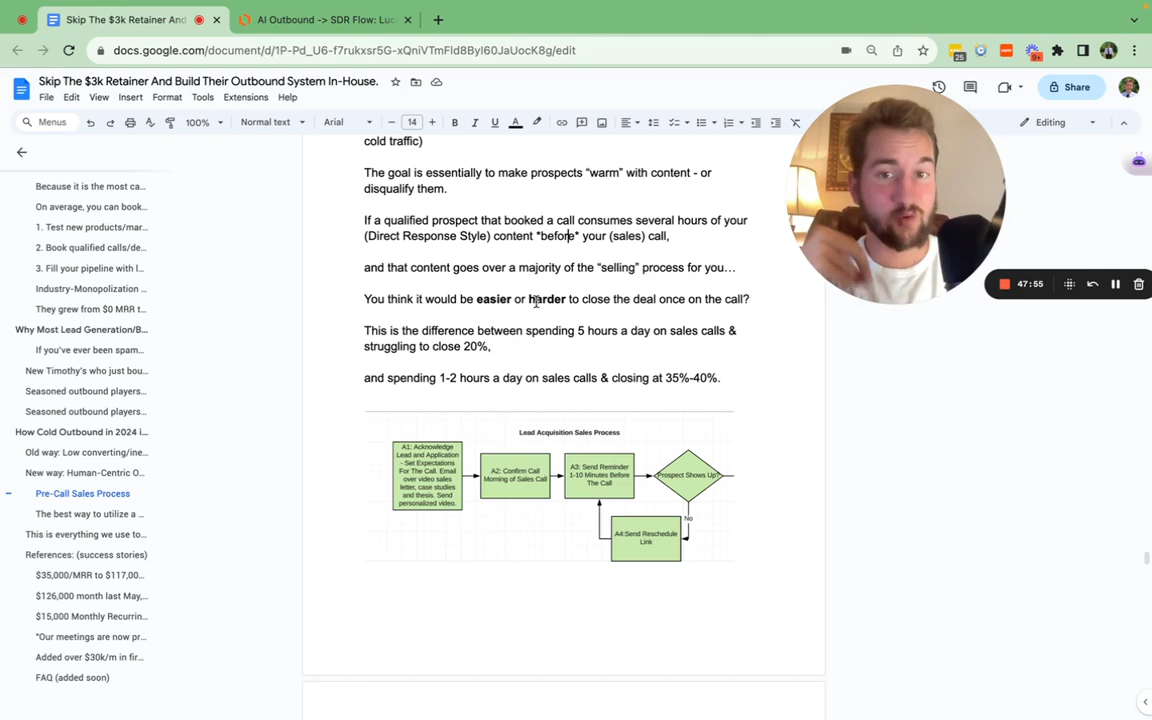 Skip The $3k Retainer And
AI Outbound -> SDR Flow: Luc
docs.google.com/document/d/1P-Pd_U6-f7rukxsr5G-xQniVTmFld8Byl60JaUocK8g/edit
25
9+
Skip The $3k Retainer And Build Their Outbound System In-House.
File Edit View Insert Format Tools Extensions Help
Share
Menus
100%
Normal text
Arial
14
B I U A
Editing
Because it is the most ca...
On average, you can book...
1. Test new products/mar...
2. Book qualified calls/de...
3. Fill your pipeline with l...
Industry-Monopolization ...
They grew from $0 MRR t...
Why Most Lead Generation/B...
If you've ever been spam...
New Timothy's who just bou...
Seasoned outbound players...
Seasoned outbound players...
How Cold Outbound in 2024 i...
Old way: Low converting/ine...
New way: Human-Centric O...
Pre-Call Sales Process
The best way to utilize a ...
This is everything we use to...
References: (success stories)
$35,000/MRR to $117,00...
$126,000 month last May,...
$15,000 Monthly Recurrin...
"Our meetings are now pr...
Added over $30k/m in fir...
FAQ (added soon)
cold traffic)
The goal is essentially to make prospects “warm” with content - or
disqualify them.
If a qualified prospect that booked a call consumes several hours of your
(Direct Response Style) content *before* your (sales) call,
and that content goes over a majority of the “selling” process for you…
You think it would be easier or harder to close the deal once on the call?
This is the difference between spending 5 hours a day on sales calls &
struggling to close 20%,
and spending 1-2 hours a day on sales calls & closing at 35%-40%.
Lead Acquisition Sales Process
A1: Acknowledge
Lead and Application
- Set Expectations
For The Call. Email
over video sales
letter, case studies
and thesis. Send
personalized video.
A2: Confirm Call
Morning of Sales Call
A3: Send Reminder
1-10 Minutes Before
The Call
Prospect Shows Up?
No
A4:Send Reschedule
Link
47:55